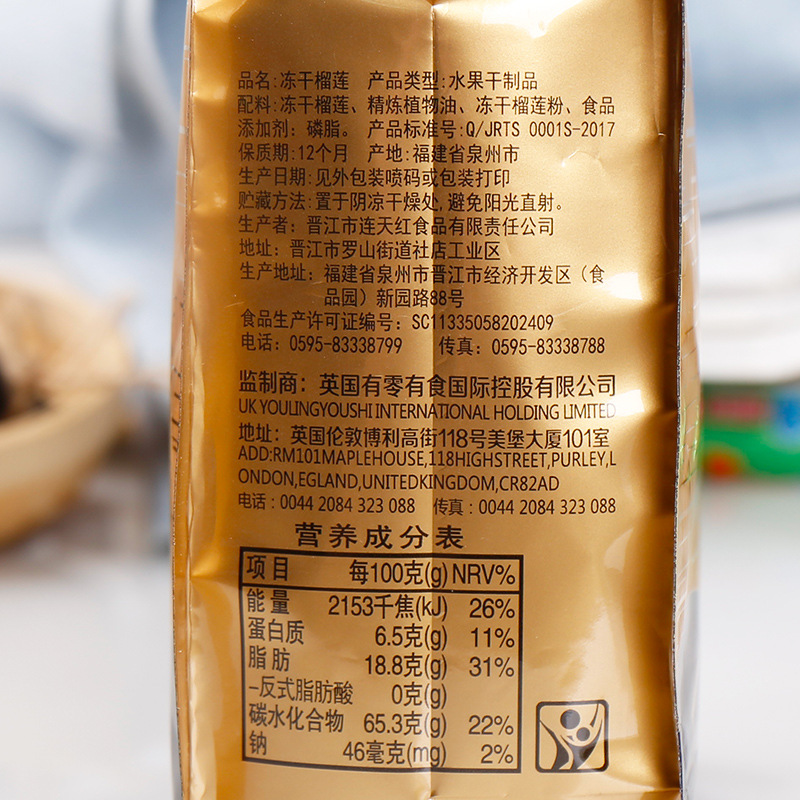 品名:冻干榴莲 产品类型:水果干制品
配料:冻干榴莲、精炼植物油、冻干榴莲粉、食品
添加剂: 磷脂。 产品标准号:Q/JRTS 0001S-2017
保质期:12个月 产地:福建省泉州市
生产日期:见外包装喷码或包装打印
贮藏方法:置于阴凉干燥处,避免阳光直射。
生产者: 晋江市连天红食品有限责任公司
地址: 晋江市罗山街道社店工业区
生产地址: 福建省泉州市晋江市经济开发区(食
品园)新园路88号
食品生产许可证编号: SC11335058202409
电话: 0595-83338799 传真: 0595-83338788
监制商: 英国有零有食国际控股有限公司
UK YOULINGYOUSHI INTERNATIONAL HOLDING LIMITED
地址: 英国伦敦博利高街118号美堡大厦101室
ADD:RM101MAPLEHOUSE,118HIGHSTREET,PURLEY,L
ONDON,EGLAND,UNITEDKINGDOM,CR82AD
电话: 0044 2084 323 088 传真: 0044 2084 323 088
营养成分表
项目 每100克(g) NRV%
能量 2153千焦(kJ) 26%
蛋白质 6.5克(g) 11%
脂肪 18.8克(g) 31%
-反式脂肪酸 0克(g)
碳水化合物 65.3克(g) 22%
钠 46毫克(mg) 2%